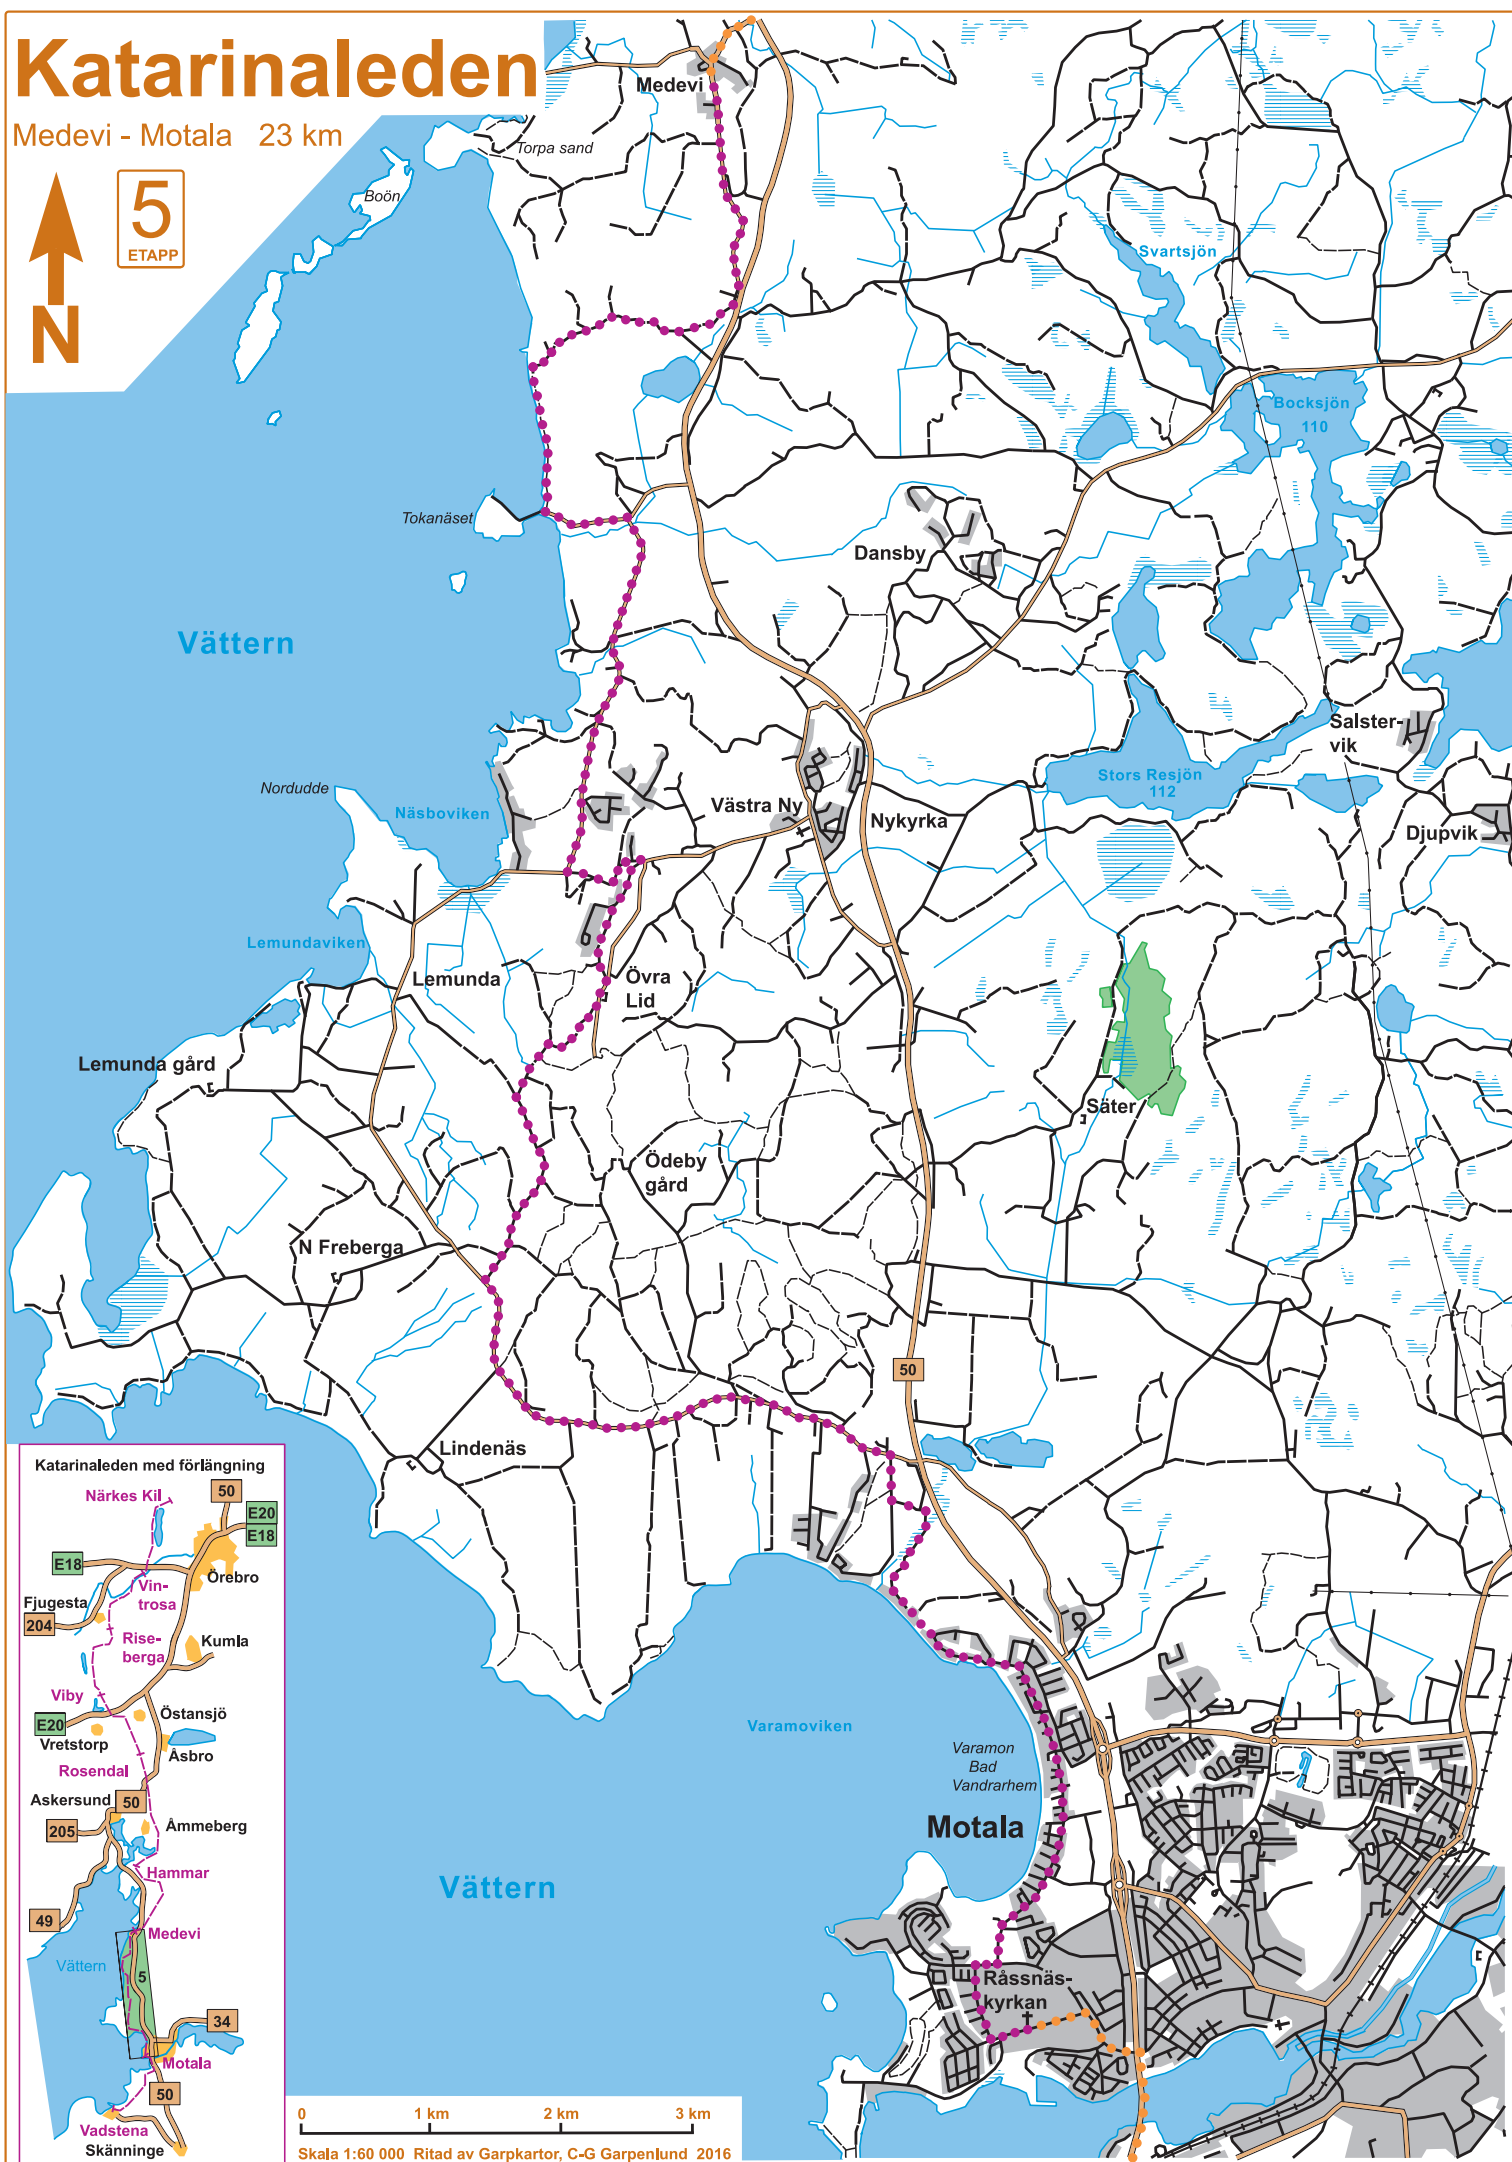 Katarinaleden
Medevi - Motala 23 km
5
ETAPP
N
Medevi
Torpa sand
Boön
Svartsjön
Bocksjön
110
Tokanäset
Dansby
Vättern
Salster-
vik
Stors Resjön
112
Nordudde
Näsboviken
Västra Ny
Nykyrka
Djupvik
Lemundaviken
Lemunda
Övra
Lid
Lemunda gård
Säter
Ödeby
gård
N Freberga
50
Lindenäs
Varamoviken
Varamon
Bad
Vandrarhem
Motala
Vättern
Råssnäs-
kyrkan
Katarinaleden med förlängning
Närkes Kil
50
E20
E18
E18
Örebro
Vin-
trosa
Fjugesta
204
Rise-
berga
Kumla
Viby
E20
Östansjö
Vretstorp
Åsbro
Rosendal
Askersund
50
205
Åmmeberg
Hammar
49
Medevi
Vättern
5
34
Motala
50
Vadstena
Skänninge
0 1 km 2 km 3 km
Skala 1:60 000 Ritad av Garpkartor, C-G Garpenlund 2016